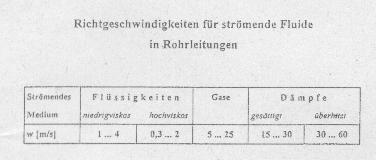 Richtgeschwindigkeiten für strömende Fluide
in Rohrleitungen
Strömendes Flüssigkeiten Gase Dämpfe
Medium niedrigviskos hochviskos gesättigt überhitzt
w [m/s] 1 ... 4 0,3 ... 2 5 ... 25 15 ... 30 30 ... 60